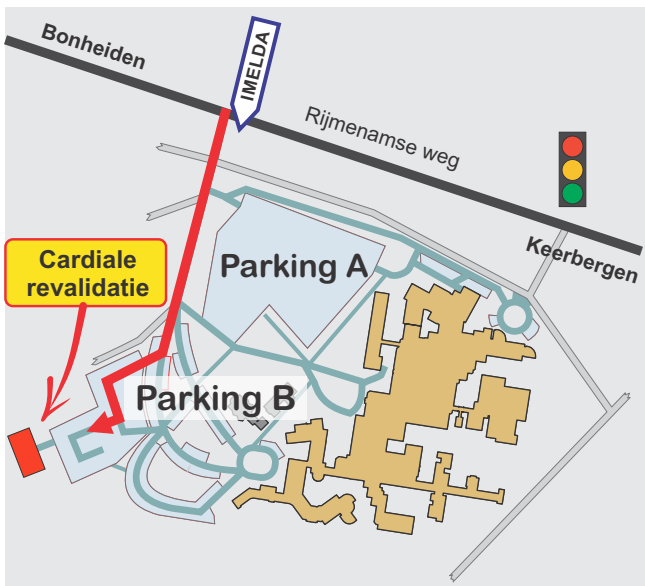 Bonheiden
IMELDA
Rijmenamse weg
Keerbergen
Parking A
Cardiale
revalidatie
Parking B